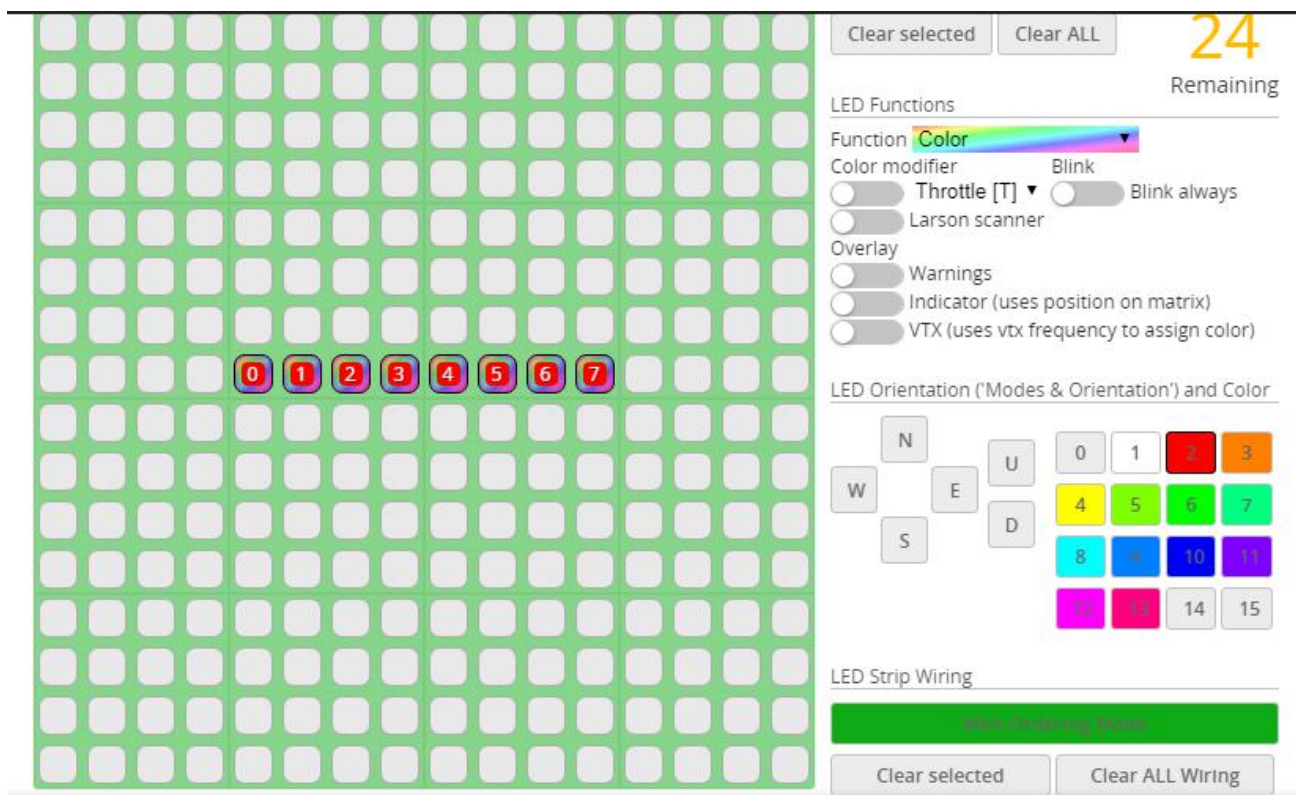 Clear selected Clear ALL 24
Remaining
LED Functions
Function Color
Color modifier Blink
Throttle [T] Blink always
Larson scanner
Overlay
Warnings
Indicator (uses position on matrix)
VTX (uses vtx frequency to assign color)
0 1 2 3 4 5 6 7
LED Orientation ('Modes & Orientation') and Color
N
W E
S
U
D
0 1 2 3
4 5 6 7
8 9 10 11
12 13 14 15
LED Strip Wiring
Wire Ordering Mode
Clear selected Clear ALL Wiring